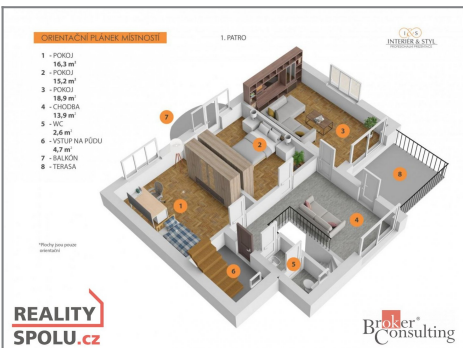 ORIENTAČNÍ PLÁNEK MÍSTNOSTÍ
1. PATRO
INTERIER & STYL
1 - POKOJ
16,3 m²
2 - POKOJ
15,2 m²
3 - POKOJ
18,9 m²
4 - CHODBA
13,9 m²
5 - WC
2,6 m²
6 - VSTUP NA PŮDU
4,7 m²
7 - BALKÓN
8 - TERASA
7
2
3
8
1
4
6
5
*Plochy jsou pouze
orientační
REALITY
SPOLU.cz
Broker
Consulting